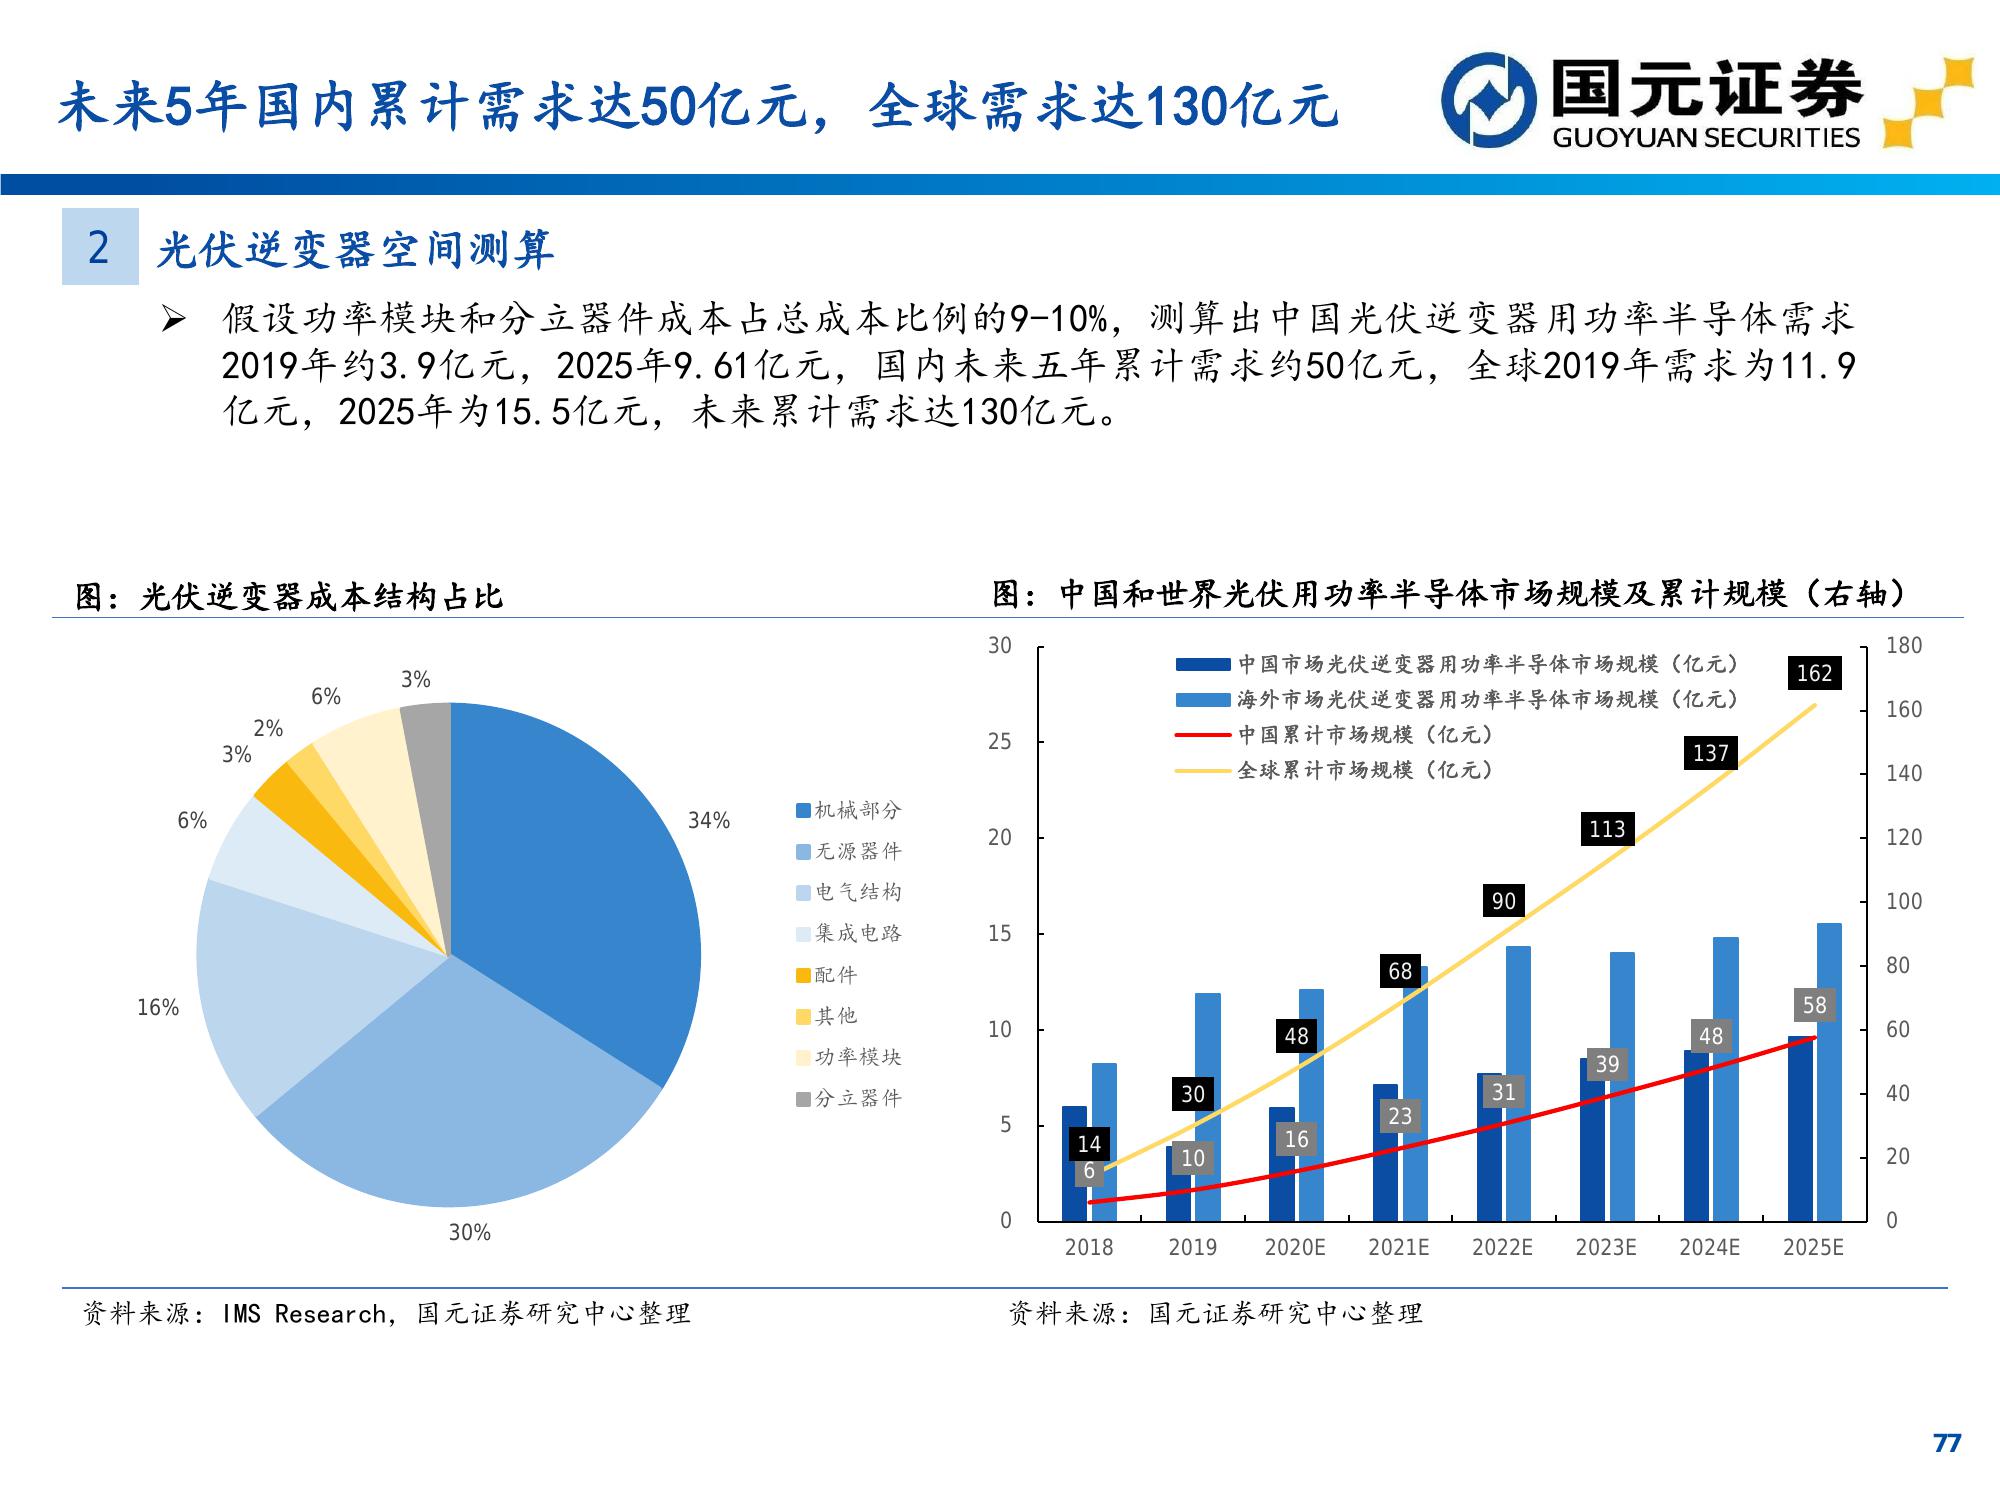 未来5年国内累计需求达50亿元，全球需求达130亿元
国元证券
GUOYUAN SECURITIES
2
光伏逆变器空间测算
➢ 假设功率模块和分立器件成本占总成本比例的9-10%，测算出中国光伏逆变器用功率半导体需求
2019年约3.9亿元，2025年9.61亿元，国内未来五年累计需求约50亿元，全球2019年需求为11.9
亿元，2025年为15.5亿元，未来累计需求达130亿元。
图：光伏逆变器成本结构占比
3%
6%
2%
3%
6%
34%
16%
30%
机械部分
无源器件
电气结构
集成电路
配件
其他
功率模块
分立器件
资料来源：IMS Research，国元证券研究中心整理
图：中国和世界光伏用功率半导体市场规模及累计规模（右轴）
中国市场光伏逆变器用功率半导体市场规模（亿元）
海外市场光伏逆变器用功率半导体市场规模（亿元）
中国累计市场规模（亿元）
全球累计市场规模（亿元）
30
25
20
15
10
5
0
180
160
140
120
100
80
60
40
20
0
14
30
48
68
90
113
137
162
6
10
16
23
31
39
48
58
2018
2019
2020E
2021E
2022E
2023E
2024E
2025E
资料来源：国元证券研究中心整理
77